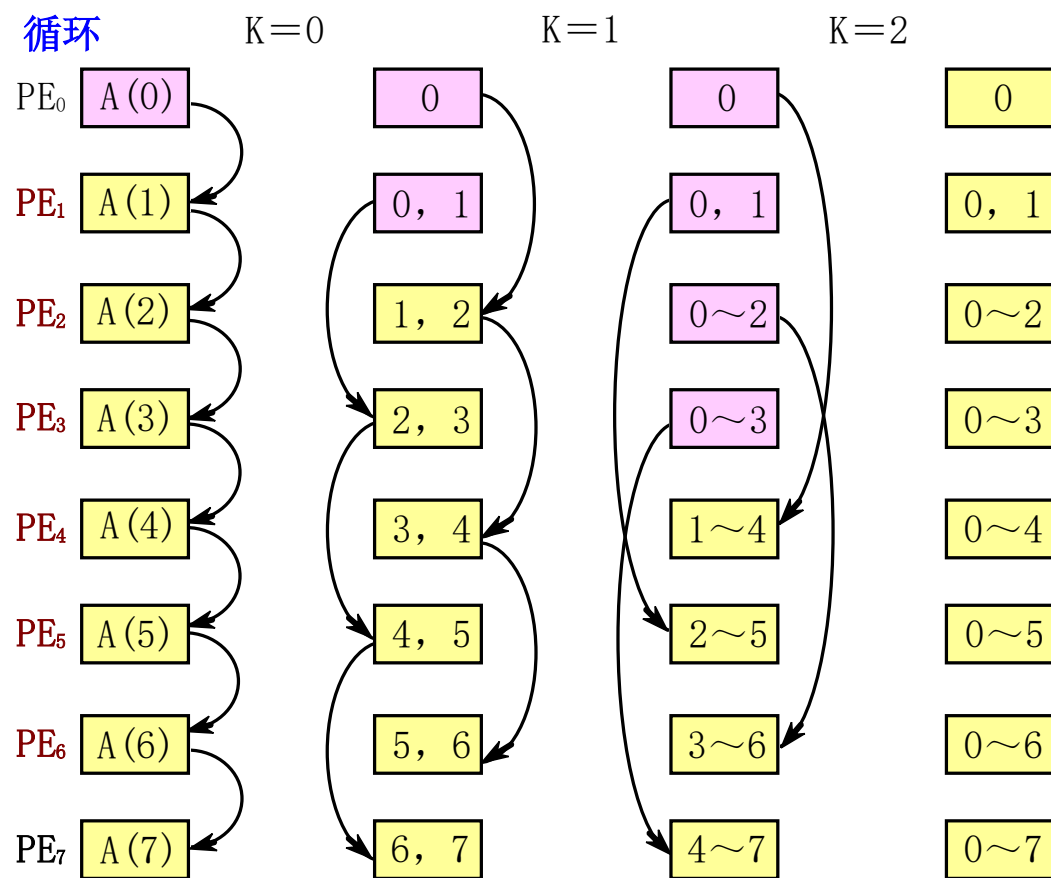 循环 K=0 K=1 K=2
PE₀ A(0) 0 0 0
PE₁ A(1) 0, 1 0, 1 0, 1
PE₂ A(2) 1, 2 0~2 0~2
PE₃ A(3) 2, 3 0~3 0~3
PE₄ A(4) 3, 4 1~4 0~4
PE₅ A(5) 4, 5 2~5 0~5
PE₆ A(6) 5, 6 3~6 0~6
PE₇ A(7) 6, 7 4~7 0~7